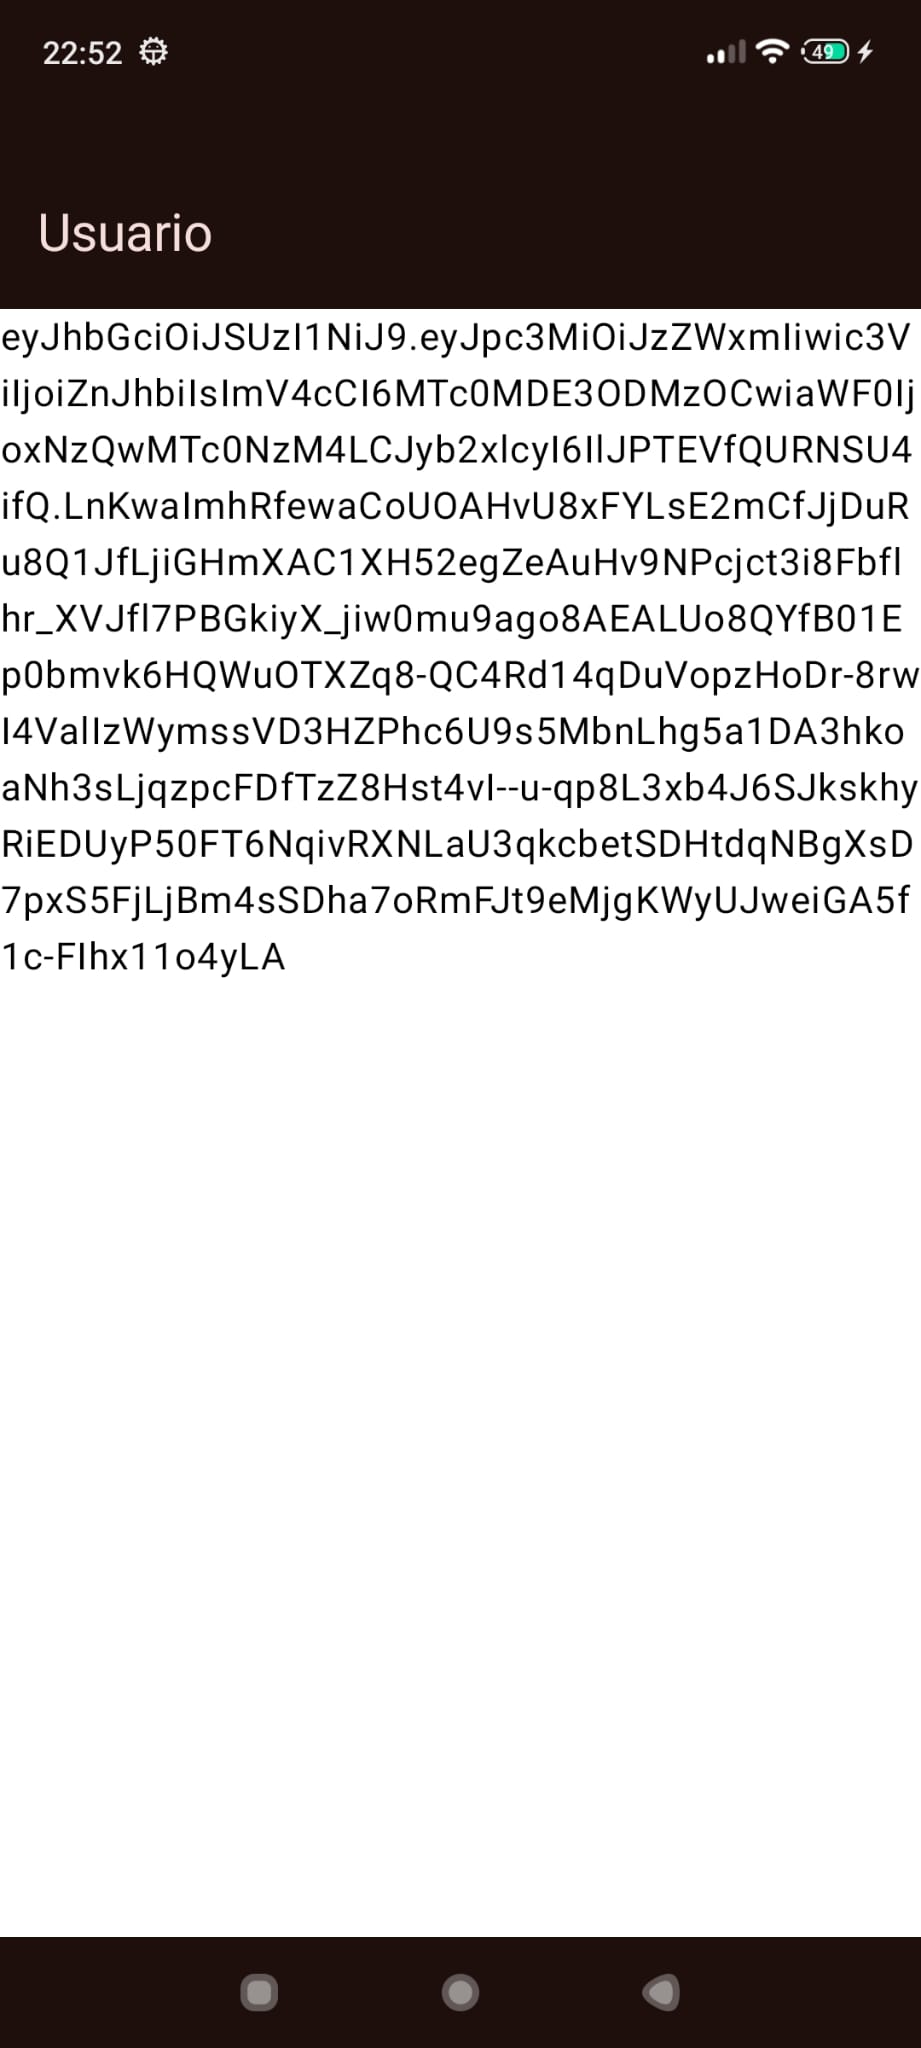 22:52
49
Usuario
eyJhbGciOiJSUzI1NiJ9.eyJpc3MiOiJzZWxmIiwic3V
iIjoiZnJhbiIsImV4cCI6MTc0MDE3ODMzOCwiaWF0Ij
oxNzQwMTc0NzM4LCJyb2xlcyI6IlJPTEVfQURNSU4
ifQ.LnKwaImhRfewaCoUOAHvU8xFYLsE2mCfJjDuR
u8Q1JfLjiGHmXAC1XH52egZeAuHv9NPcjct3i8Fbfl
hr_XVJfl7PBGkiyX_jiw0mu9ago8AEALUo8QYfB01E
p0bmvk6HQWuOTXZq8-QC4Rd14qDuVopzHoDr-8rw
I4ValIzWymssVD3HZPhc6U9s5MbnLhg5a1DA3hko
aNh3sLjqzpcFDfTzZ8Hst4vl--u-qp8L3xb4J6SJkskhy
RiEDUyP50FT6NqivRXNLaU3qkcbetSDHtdqNBgXsD
7pxS5FjLjBm4sSDha7oRmFJt9eMjgKWyUJweiGA5f
1c-FIhx11o4yLA